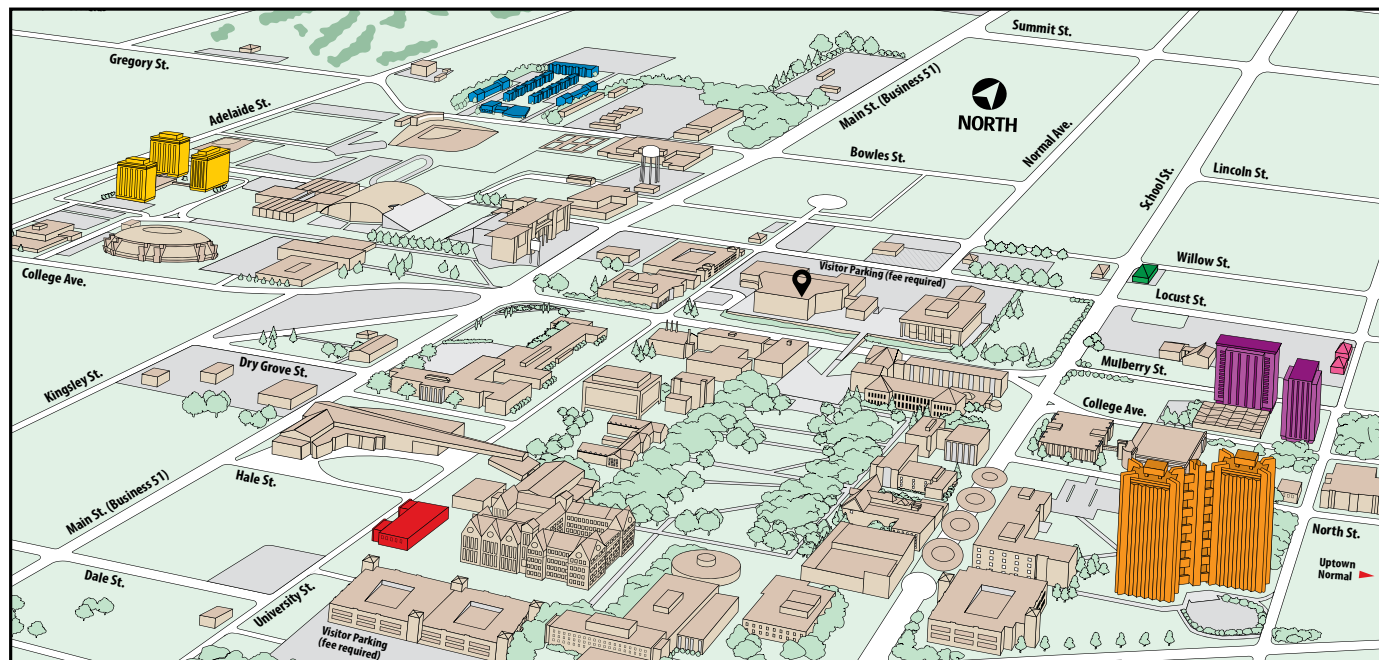 Summit St.
Gregory St.
Main St. (Business 51)
Adelaide St.
NORTH
Normal Ave.
Bowles St.
Lincoln St.
School St.
Willow St.
College Ave.
Visitor Parking (fee required)
Locust St.
Dry Grove St.
Mulberry St.
Kingsley St.
College Ave.
Hale St.
Main St. (Business 51)
North St.
Uptown
Normal
Dale St.
University St.
Visitor Parking
(fee required)